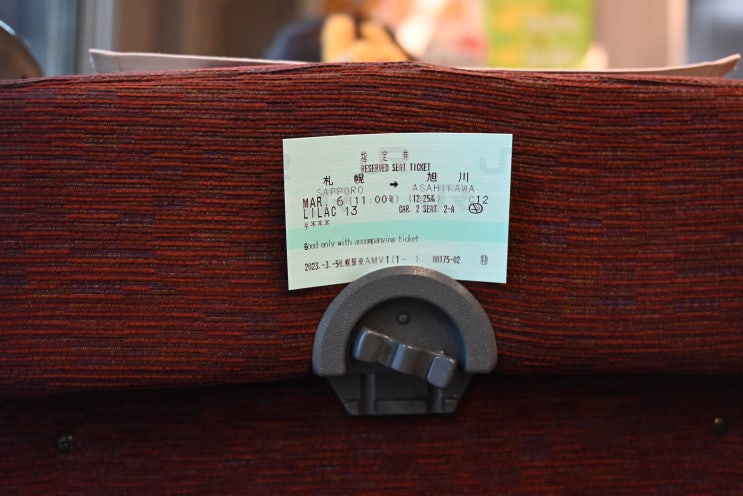 指定券
RESERVED SEAT TICKET
札幌 ➡ 旭川
SAPPORO ASAHIKAWA
MAR. 6 (11:00発) (12:25着) C12
LILAC 13 CAR. 2 SEAT. 2-A
¥***
Good only with accompanying ticket
2023.-3.-5 札幌駅東AMV1(1- ) 00175-02